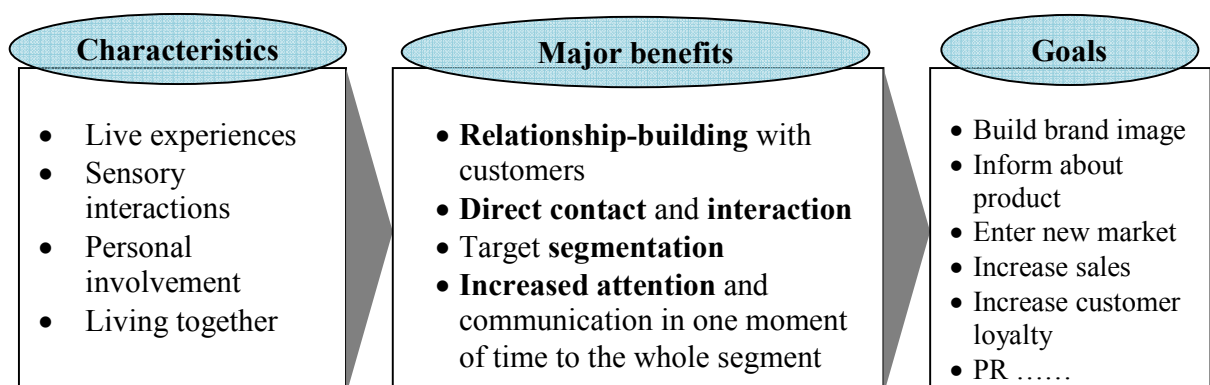 Characteristics
• Live experiences
• Sensory
interactions
• Personal
involvement
• Living together
Major benefits
• Relationship-building with
customers
• Direct contact and interaction
• Target segmentation
• Increased attention and
communication in one moment
of time to the whole segment
Goals
• Build brand image
• Inform about
product
• Enter new market
• Increase sales
• Increase customer
loyalty
• PR ……